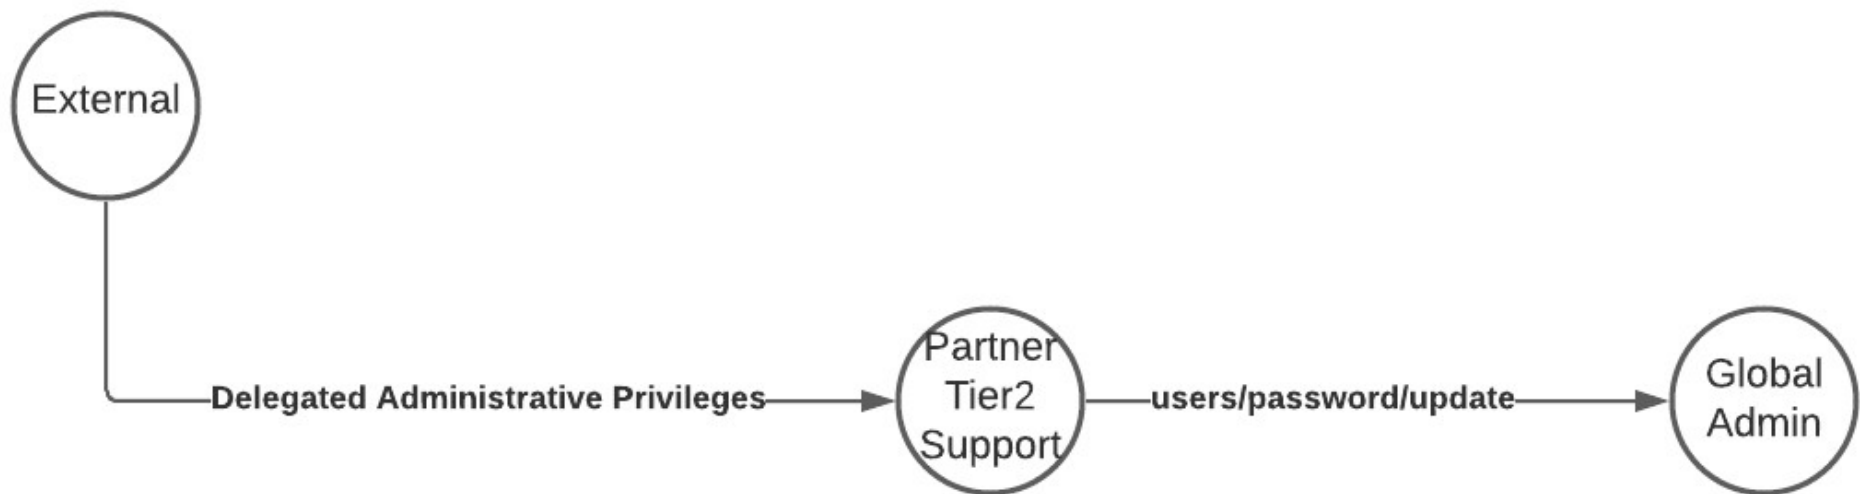 External
Delegated Administrative Privileges
Partner
Tier2
Support
users/password/update
Global
Admin